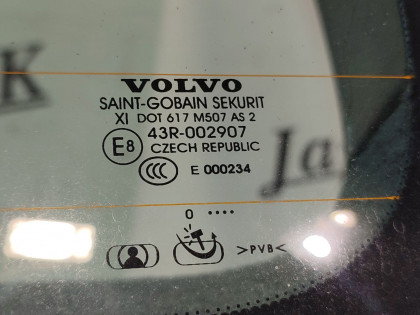 VOLVO
SAINT-GOBAIN SEKURIT
XI DOT 617 M507 AS 2
43R-002907
E8 CZECH REPUBLIC
CCC E 000234
0 ••••
>PVB<
K
Ja